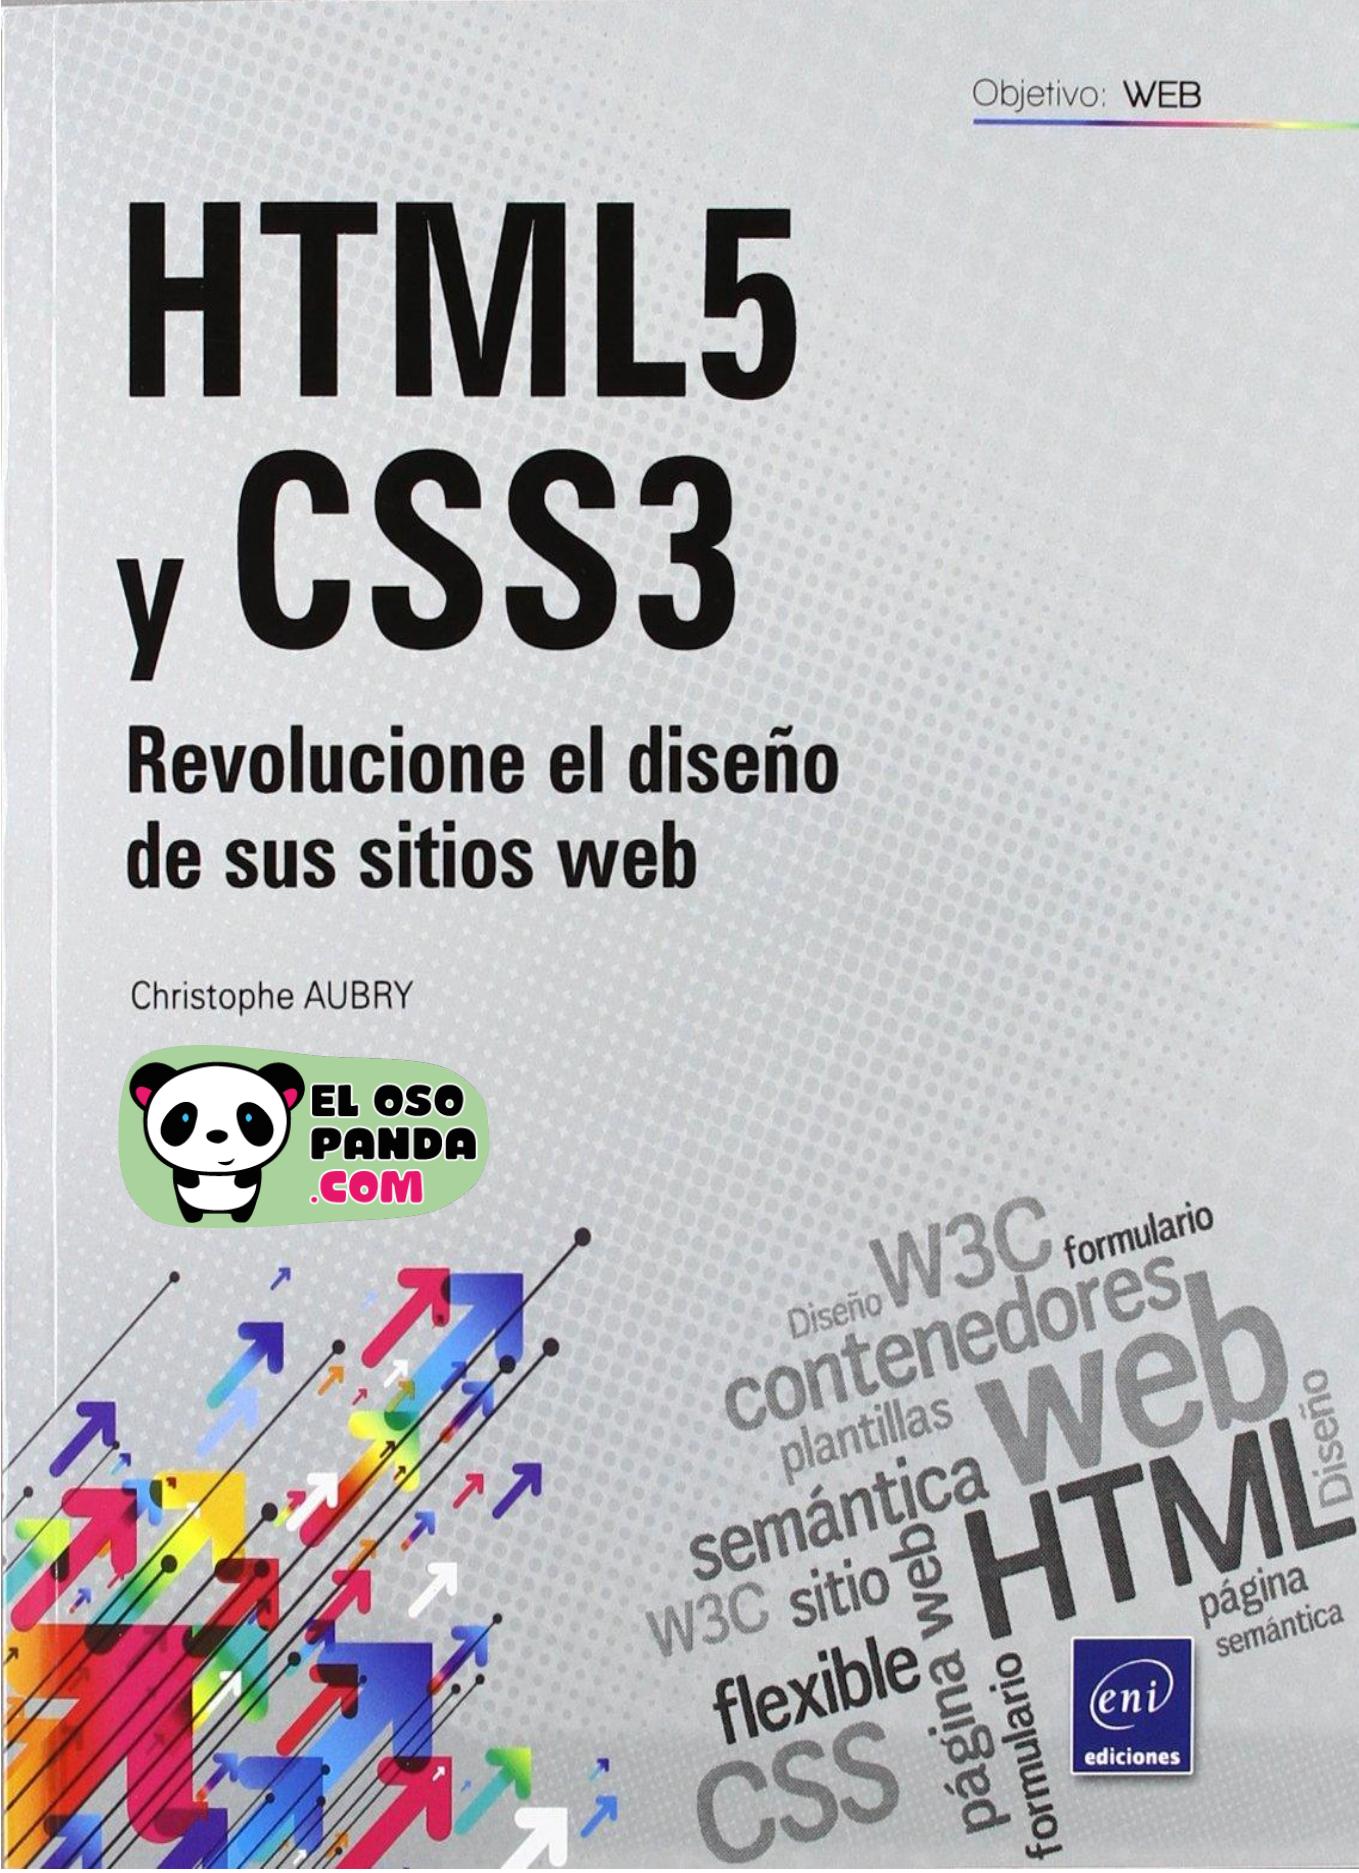 Objetivo: WEB
HTML5
y CSS3
Revolucione el diseño
de sus sitios web
Christophe AUBRY
EL OSO
PANDA
.COM
W3C
formulario
Diseño
contenedores
web
plantillas
Diseño
semántica
HTML
W3C
sitio
página web
página
semántica
flexible
formulario
CSS
eni
ediciones